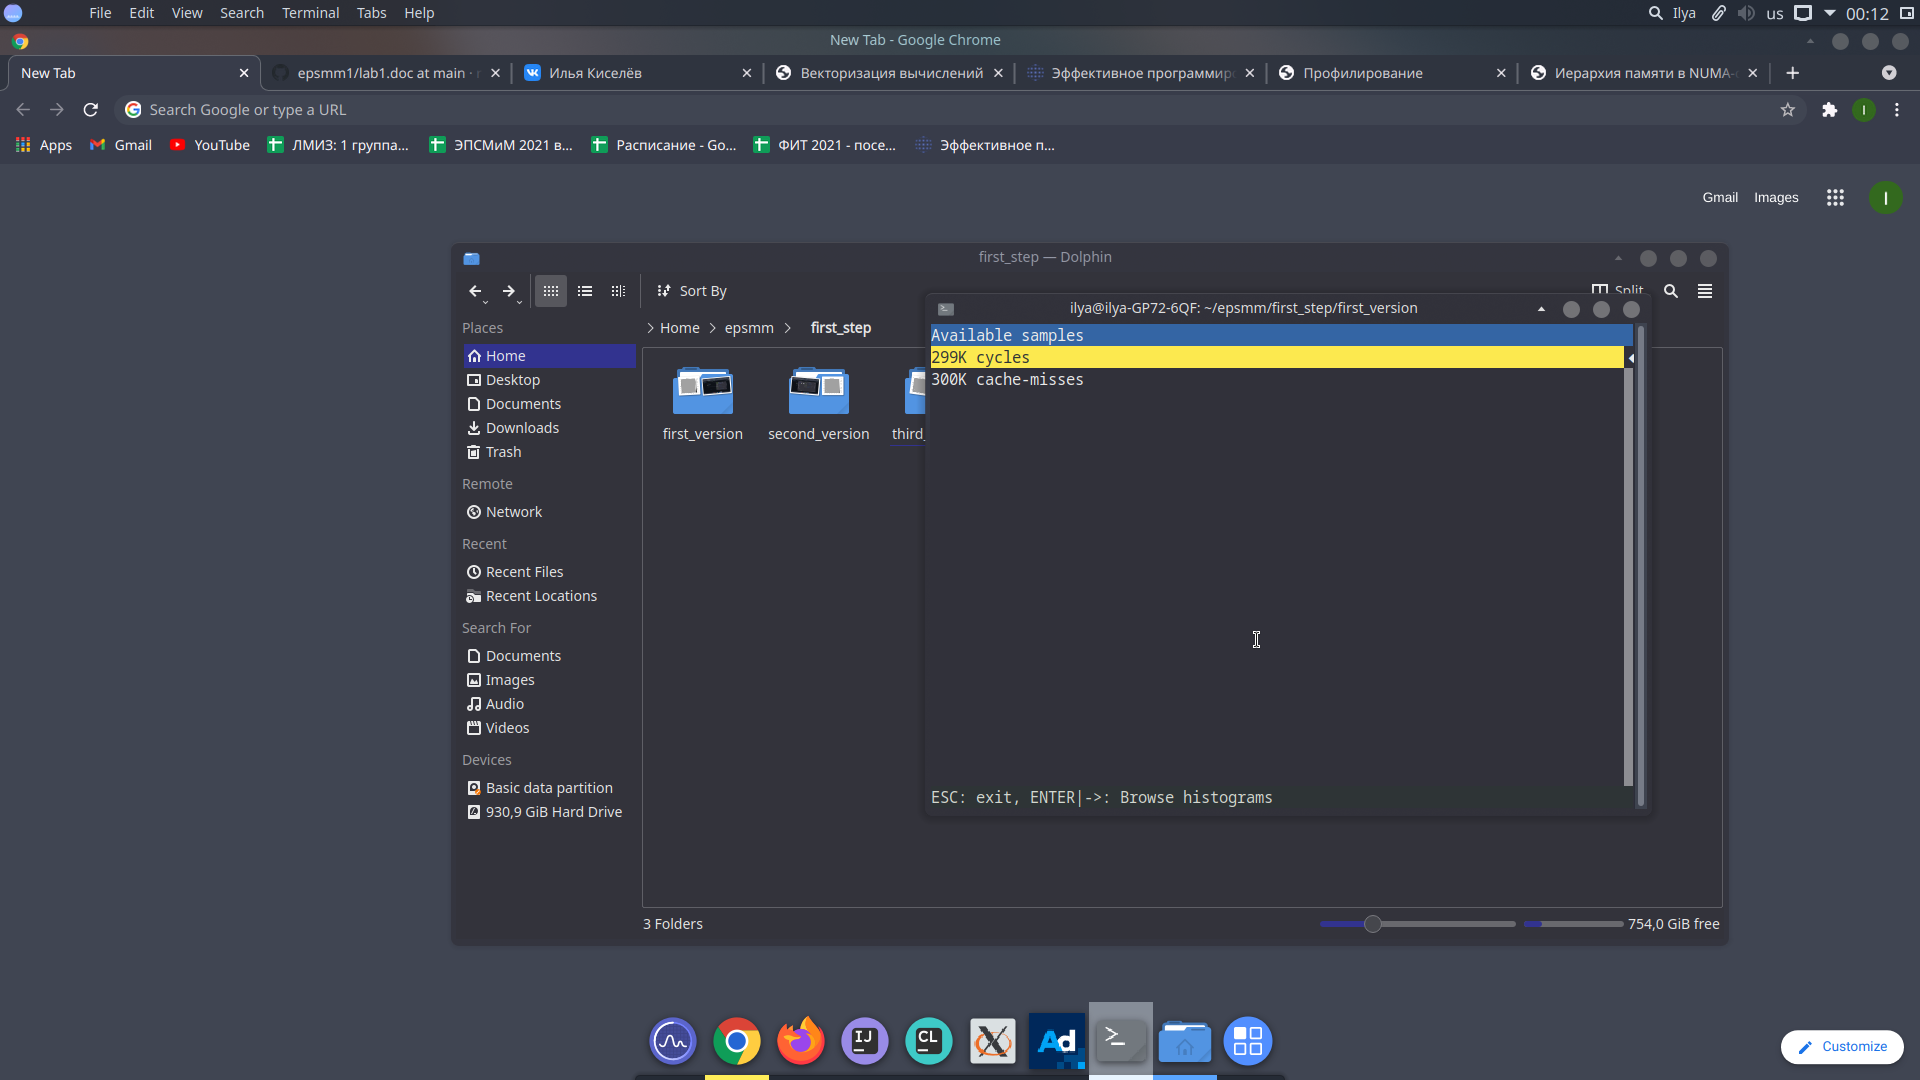 File Edit View Search Terminal Tabs Help
Ilya us 00:12
New Tab - Google Chrome
New Tab
epsmm1/lab1.doc at main ·
Илья Киселёв
Векторизация вычислений
Эффективное программир
Профилирование
Иерархия памяти в NUMA-
Search Google or type a URL
Apps Gmail YouTube ЛМИЗ: 1 группа... ЭПСМиМ 2021 в... Расписание - Go... ФИТ 2021 - посе... Эффективное п...
Gmail Images I
first_step — Dolphin
Sort By
Split
Places
Home
Desktop
Documents
Downloads
Trash
Remote
Network
Recent
Recent Files
Recent Locations
Search For
Documents
Images
Audio
Videos
Devices
Basic data partition
930,9 GiB Hard Drive
Home epsmm first_step
first_version second_version third_
3 Folders
754,0 GiB free
ilya@ilya-GP72-6QF: ~/epsmm/first_step/first_version
Available samples
299K cycles
300K cache-misses
ESC: exit, ENTER|->: Browse histograms
IJ CL Ad
Customize